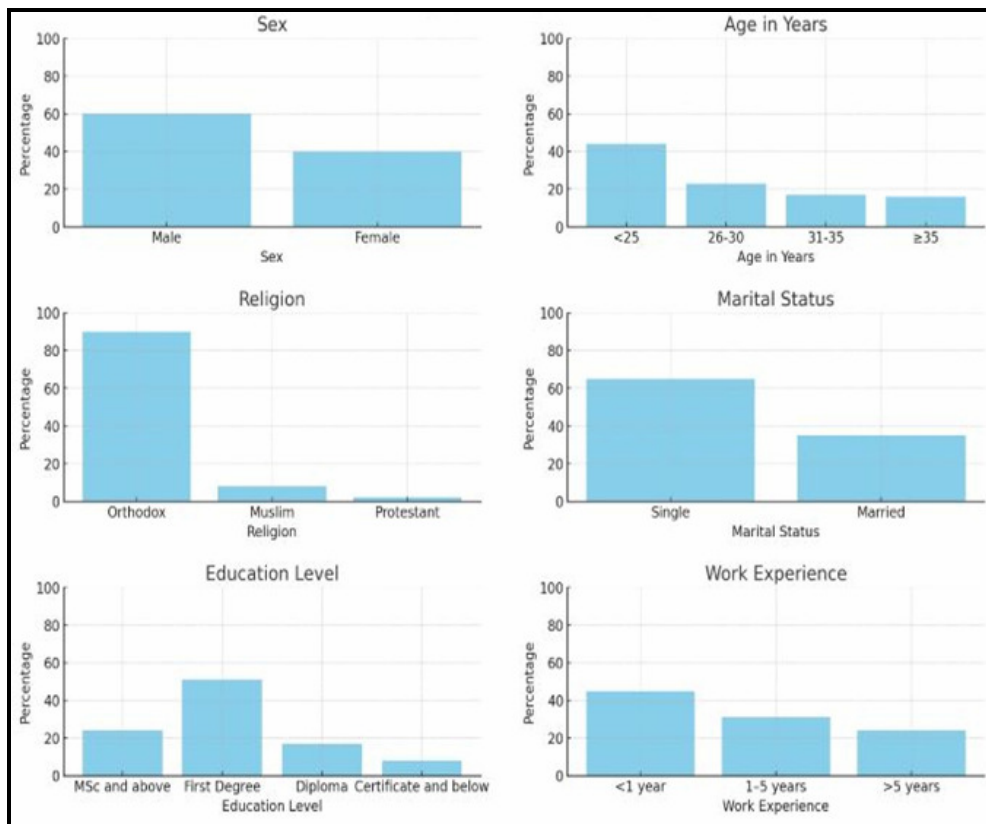 Sex
100
80
60
40
20
0
Percentage
Male Female
Sex
Age in Years
100
80
60
40
20
0
Percentage
<25 26-30 31-35 ≥35
Age in Years
Religion
100
80
60
40
20
0
Percentage
Orthodox Muslim Protestant
Religion
Marital Status
100
80
60
40
20
0
Percentage
Single Married
Marital Status
Education Level
100
80
60
40
20
0
Percentage
MSc and above First Degree Diploma Certificate and below
Education Level
Work Experience
100
80
60
40
20
0
Percentage
<1 year 1-5 years >5 years
Work Experience